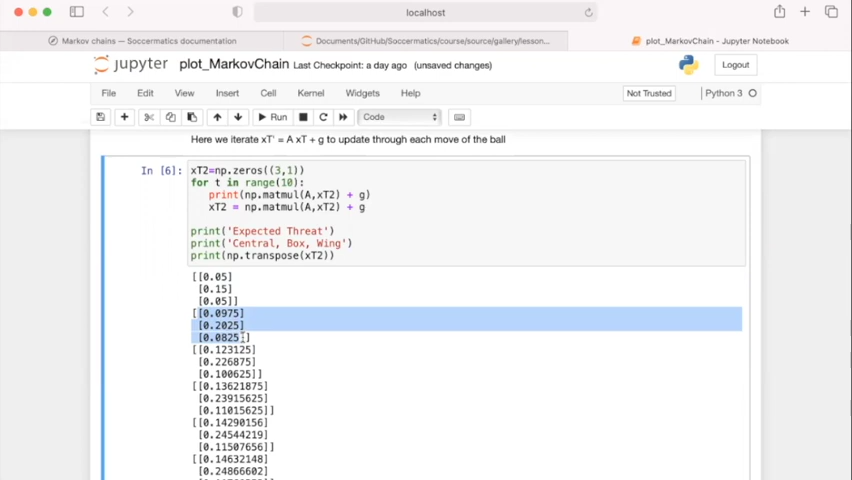 localhost
Markov chains — Soccermatics documentation
Documents/GitHub/Soccermatics/course/source/gallery/lesson...
plot_MarkovChain - Jupyter Notebook
jupyter plot_MarkovChain Last Checkpoint: a day ago (unsaved changes)
Logout
File Edit View Insert Cell Kernel Widgets Help
Not Trusted
Python 3
Run
Code
Here we iterate xT' = A xT + g to update through each move of the ball
In [6]:
xT2=np.zeros((3,1))
for t in range(10):
print(np.matmul(A,xT2) + g)
xT2 = np.matmul(A,xT2) + g
print('Expected Threat')
print('Central, Box, Wing')
print(np.transpose(xT2))
[[0.05]
[0.15]
[0.05]]
[[0.0975]
[0.2025]
[0.0825]]
[[0.123125]
[0.226875]
[0.100625]]
[[0.13621875]
[0.23915625]
[0.11015625]]
[[0.14290156]
[0.24544219]
[0.11507656]]
[[0.14632148]
[0.24866602]